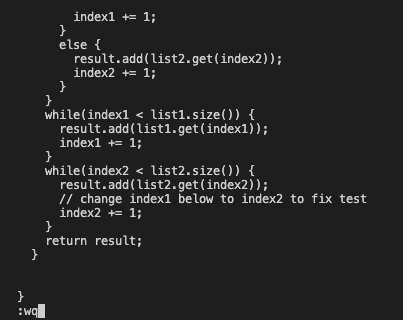 index1 += 1;
}
else {
result.add(list2.get(index2));
index2 += 1;
}
}
while(index1 < list1.size()) {
result.add(list1.get(index1));
index1 += 1;
}
while(index2 < list2.size()) {
result.add(list2.get(index2));
// change index1 below to index2 to fix test
index2 += 1;
}
return result;
}
}
:wq